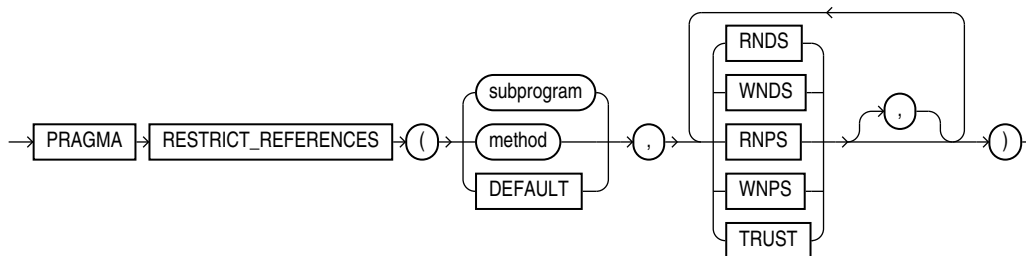 RNDS
subprogram
WNDS
,
PRAGMA RESTRICT_REFERENCES ( method , RNPS )
DEFAULT
WNPS
TRUST